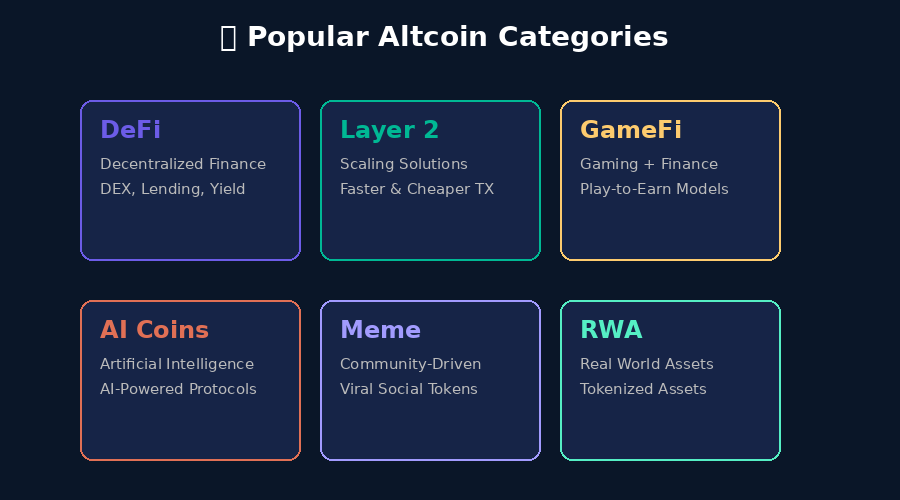 Popular Altcoin Categories
DeFi
Decentralized Finance
DEX, Lending, Yield
Layer 2
Scaling Solutions
Faster & Cheaper TX
GameFi
Gaming + Finance
Play-to-Earn Models
AI Coins
Artificial Intelligence
AI-Powered Protocols
Meme
Community-Driven
Viral Social Tokens
RWA
Real World Assets
Tokenized Assets